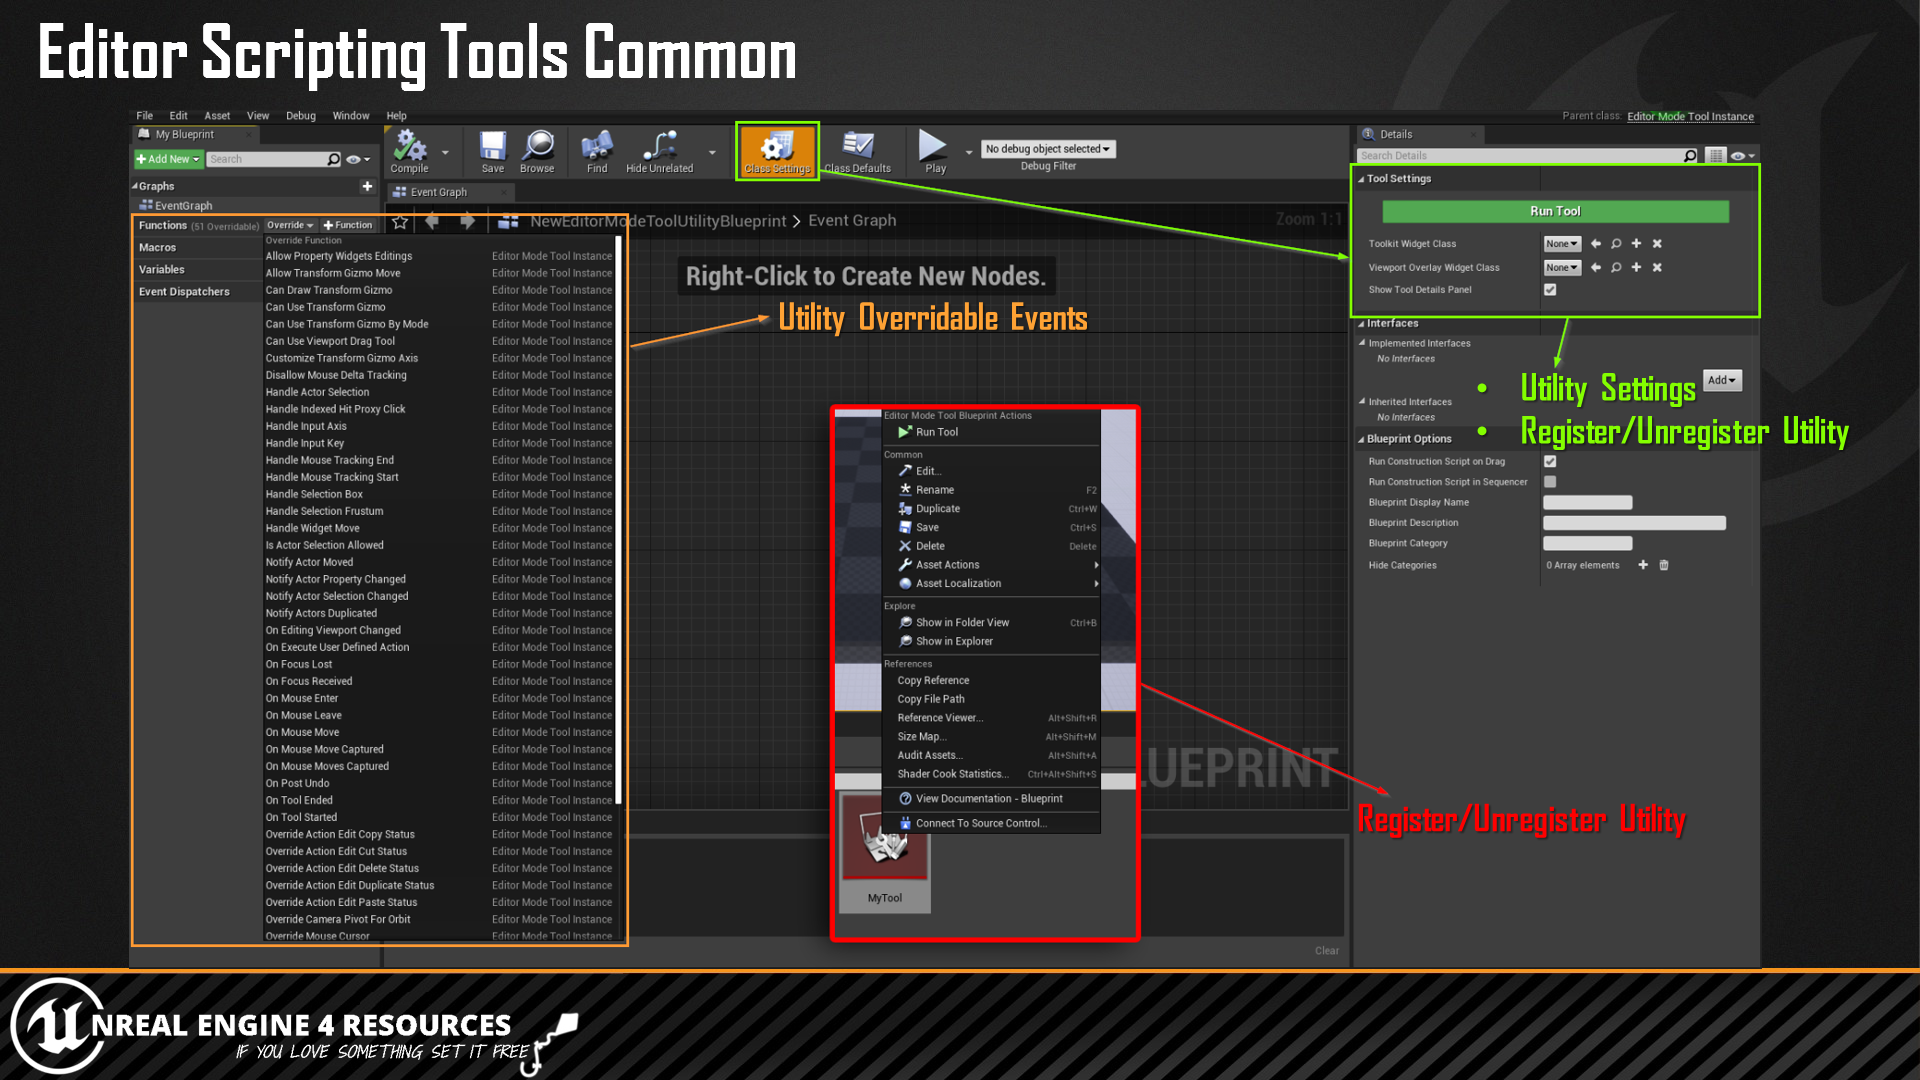 Editor Scripting Tools Common
File Edit Asset View Debug Window Help
Parent class: Editor Mode Tool Instance
My Blueprint
Add New
Search
Compile
Save
Browse
Find
Hide Unrelated
Class Settings
Class Defaults
Play
No debug object selected
Debug Filter
Graphs
EventGraph
Functions (51 Overridable) Override Function
Macros
Variables
Event Dispatchers
Override Function
Allow Property Widgets Editings Editor Mode Tool Instance
Allow Transform Gizmo Move Editor Mode Tool Instance
Can Draw Transform Gizmo Editor Mode Tool Instance
Can Use Transform Gizmo Editor Mode Tool Instance
Can Use Transform Gizmo By Mode Editor Mode Tool Instance
Can Use Viewport Drag Tool Editor Mode Tool Instance
Customize Transform Gizmo Axis Editor Mode Tool Instance
Disallow Mouse Delta Tracking Editor Mode Tool Instance
Handle Actor Selection Editor Mode Tool Instance
Handle Indexed Hit Proxy Click Editor Mode Tool Instance
Handle Input Axis Editor Mode Tool Instance
Handle Input Key Editor Mode Tool Instance
Handle Mouse Tracking End Editor Mode Tool Instance
Handle Mouse Tracking Start Editor Mode Tool Instance
Handle Selection Box Editor Mode Tool Instance
Handle Selection Frustum Editor Mode Tool Instance
Handle Widget Move Editor Mode Tool Instance
Is Actor Selection Allowed Editor Mode Tool Instance
Notify Actor Moved Editor Mode Tool Instance
Notify Actor Property Changed Editor Mode Tool Instance
Notify Actor Selection Changed Editor Mode Tool Instance
Notify Actors Duplicated Editor Mode Tool Instance
On Editing Viewport Changed Editor Mode Tool Instance
On Execute User Defined Action Editor Mode Tool Instance
On Focus Lost Editor Mode Tool Instance
On Focus Received Editor Mode Tool Instance
On Mouse Enter Editor Mode Tool Instance
On Mouse Leave Editor Mode Tool Instance
On Mouse Move Editor Mode Tool Instance
On Mouse Move Captured Editor Mode Tool Instance
On Mouse Moves Captured Editor Mode Tool Instance
On Post Undo Editor Mode Tool Instance
On Tool Ended Editor Mode Tool Instance
On Tool Started Editor Mode Tool Instance
Override Action Edit Copy Status Editor Mode Tool Instance
Override Action Edit Cut Status Editor Mode Tool Instance
Override Action Edit Delete Status Editor Mode Tool Instance
Override Action Edit Duplicate Status Editor Mode Tool Instance
Override Action Edit Paste Status Editor Mode Tool Instance
Override Camera Pivot For Orbit Editor Mode Tool Instance
Override Mouse Cursor Editor Mode Tool Instance
Event Graph
NewEditorModeToolUtilityBlueprint > Event Graph
Zoom 1:1
Right-Click to Create New Nodes.
Utility Overridable Events
Editor Mode Tool Blueprint Actions
Run Tool
Common
Edit...
Rename F2
Duplicate Ctrl+W
Save Ctrl+S
Delete Delete
Asset Actions
Asset Localization
Explore
Show in Folder View Ctrl+B
Show in Explorer
References
Copy Reference
Copy File Path
Reference Viewer... Alt+Shift+R
Size Map... Alt+Shift+M
Audit Assets... Alt+Shift+A
Shader Cook Statistics... Ctrl+Alt+Shift+S
View Documentation - Blueprint
Connect To Source Control...
MyTool
LUEPRINT
Clear
Details
Search Details
Tool Settings
Run Tool
Toolkit Widget Class None
Viewport Overlay Widget Class None
Show Tool Details Panel
Interfaces
Implemented Interfaces
No Interfaces
Add
Inherited Interfaces
No Interfaces
• Utility Settings
• Register/Unregister Utility
Blueprint Options
Run Construction Script on Drag
Run Construction Script in Sequencer
Blueprint Display Name
Blueprint Description
Blueprint Category
Hide Categories 0 Array elements
Register/Unregister Utility
UNREAL ENGINE 4 RESOURCES
IF YOU LOVE SOMETHING SET IT FREE